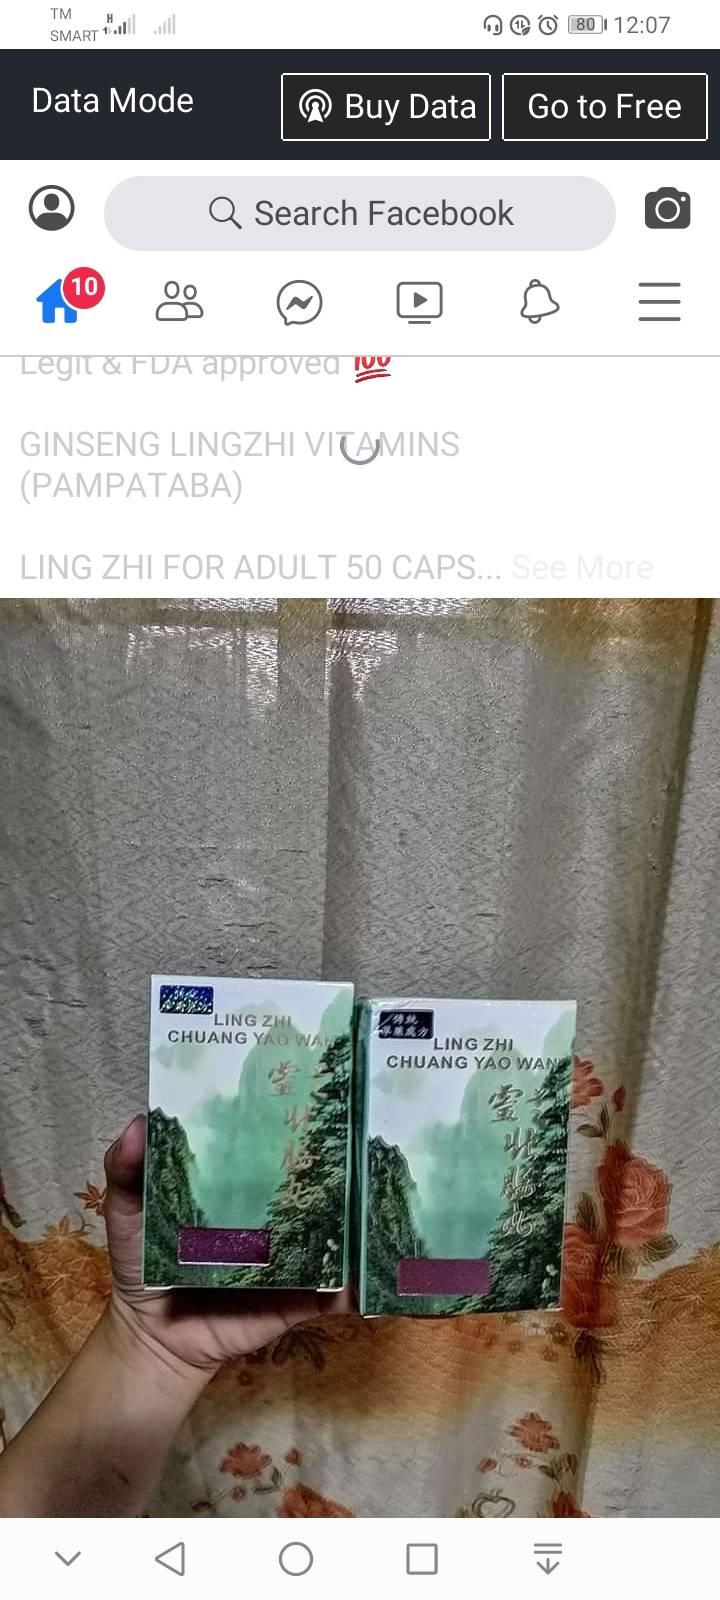 TM
SMART
H
80
12:07
Data Mode
Buy Data
Go to Free
Search Facebook
10
Legit & FDA approved 💯
GINSENG LINGZHI VITAMINS
(PAMPATABA)
LING ZHI FOR ADULT 50 CAPS... See More
LING ZHI
CHUANG YAO WAN
LING ZHI
CHUANG YAO WAN